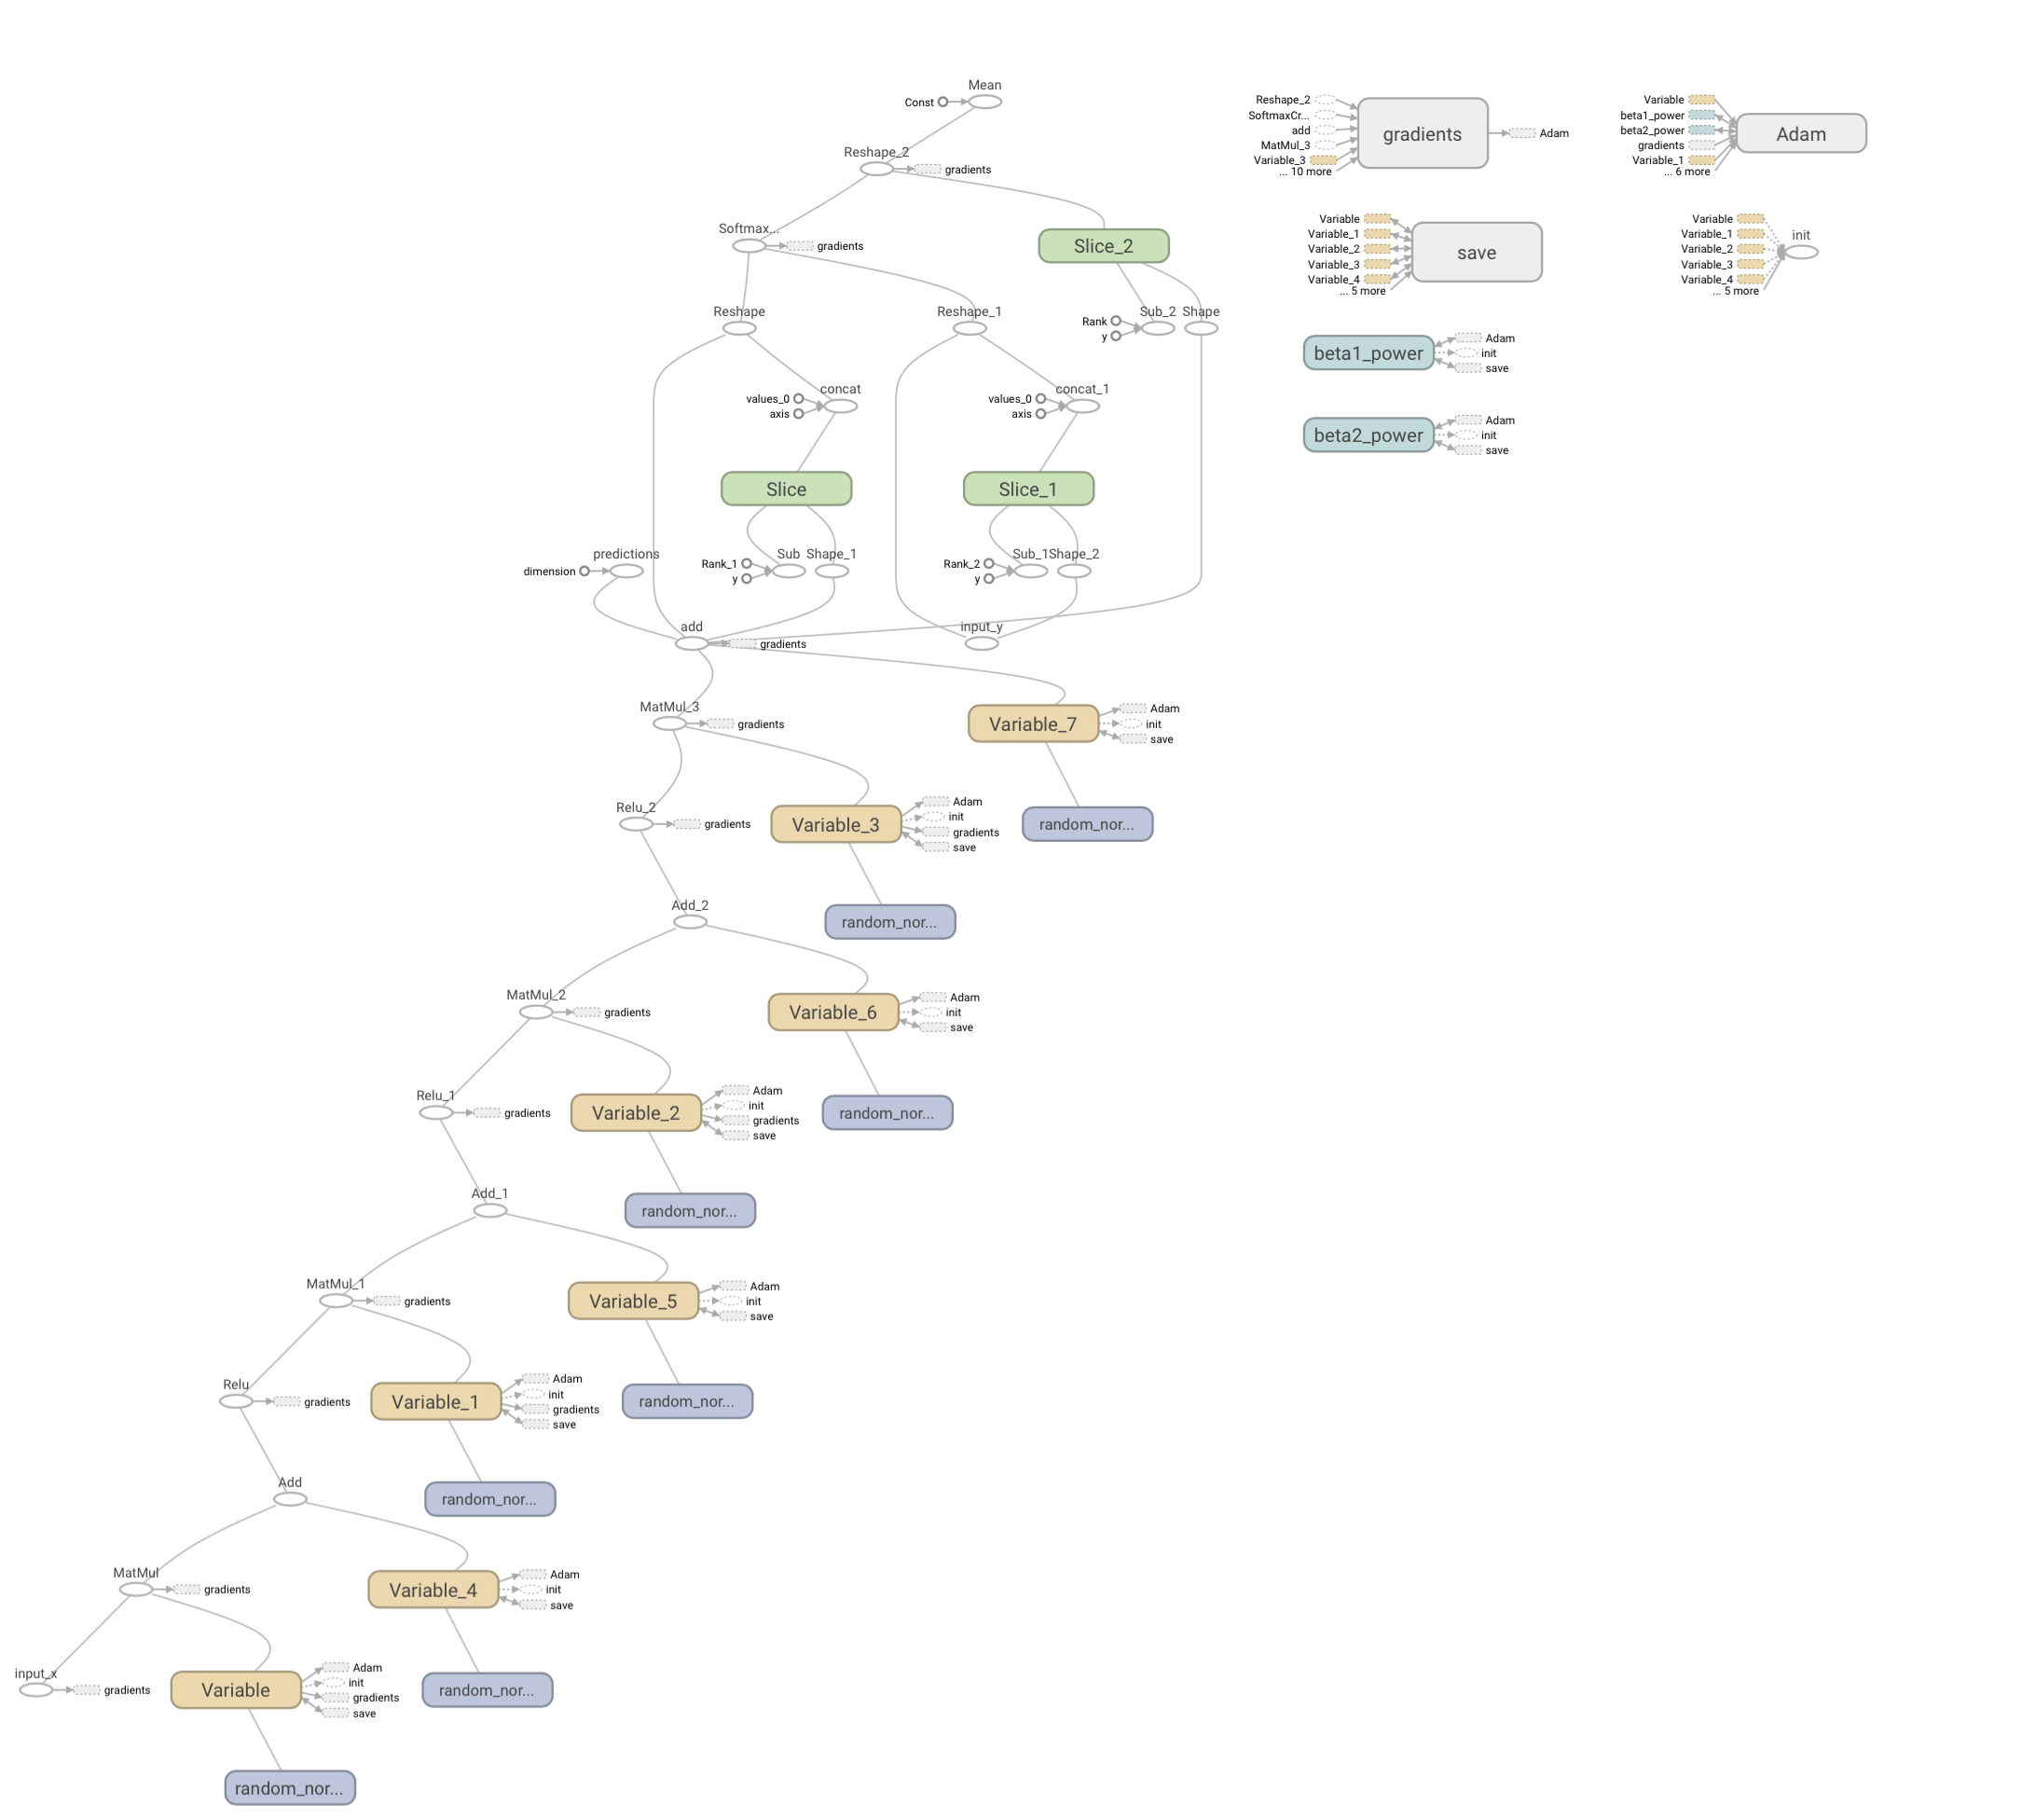 Mean
Const
Reshape_2
gradients
Softmax...
gradients
Slice_2
Reshape
Reshape_1
Rank
y
Sub_2
Shape
concat
values_0
axis
concat_1
values_0
axis
Slice
Slice_1
predictions
dimension
Rank_1
y
Sub
Shape_1
Rank_2
y
Sub_1
Shape_2
add
gradients
input_y
MatMul_3
gradients
Variable_7
Adam
init
save
Relu_2
gradients
Variable_3
Adam
init
gradients
save
random_nor...
Add_2
random_nor...
MatMul_2
gradients
Variable_6
Adam
init
save
Relu_1
gradients
Variable_2
Adam
init
gradients
save
random_nor...
Add_1
random_nor...
MatMul_1
gradients
Variable_5
Adam
init
save
Relu
gradients
Variable_1
Adam
init
gradients
save
random_nor...
Add
random_nor...
MatMul
gradients
Variable_4
Adam
init
save
input_x
gradients
Variable
Adam
init
gradients
save
random_nor...
random_nor...
Reshape_2
SoftmaxCr...
add
MatMul_3
Variable_3
... 10 more
gradients
Adam
Variable
beta1_power
beta2_power
gradients
Variable_1
... 6 more
Adam
Variable
Variable_1
Variable_2
Variable_3
Variable_4
... 5 more
save
Variable
Variable_1
Variable_2
Variable_3
Variable_4
... 5 more
init
beta1_power
Adam
init
save
beta2_power
Adam
init
save